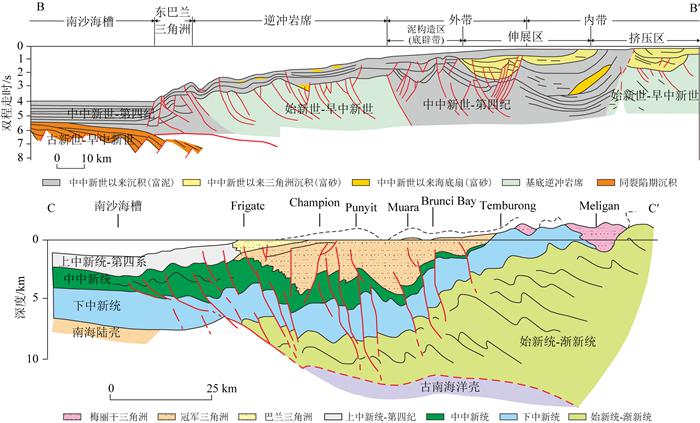 B B′
南沙海槽 东巴兰三角洲 逆冲岩席 外带 内带
泥构造区(底辟带) 伸展区 挤压区
双程走时/s
0
1
2
3
4
5
6
7
8
中中新世-第四纪
古新世-早中新世
始新世-早中新世
中中新世-第四纪
始新世-早中新世
0 10 km
中中新世以来沉积(富泥) 中中新世以来三角洲沉积(富砂) 中中新世以来海底扇(富砂) 基底逆冲岩席 同裂陷期沉积
C C′
南沙海槽 Frigatc Champion Punyit Muara Brunci Bay Temburong Meligan
深度/km
0
5
10
上中新统-第四系
中中新统
下中新统
南海陆壳
始新统-渐新统
古南海洋壳
0 25 km
梅丽干三角洲 冠军三角洲 巴兰三角洲 上中新统-第四纪 中中新统 下中新统 始新统-渐新统